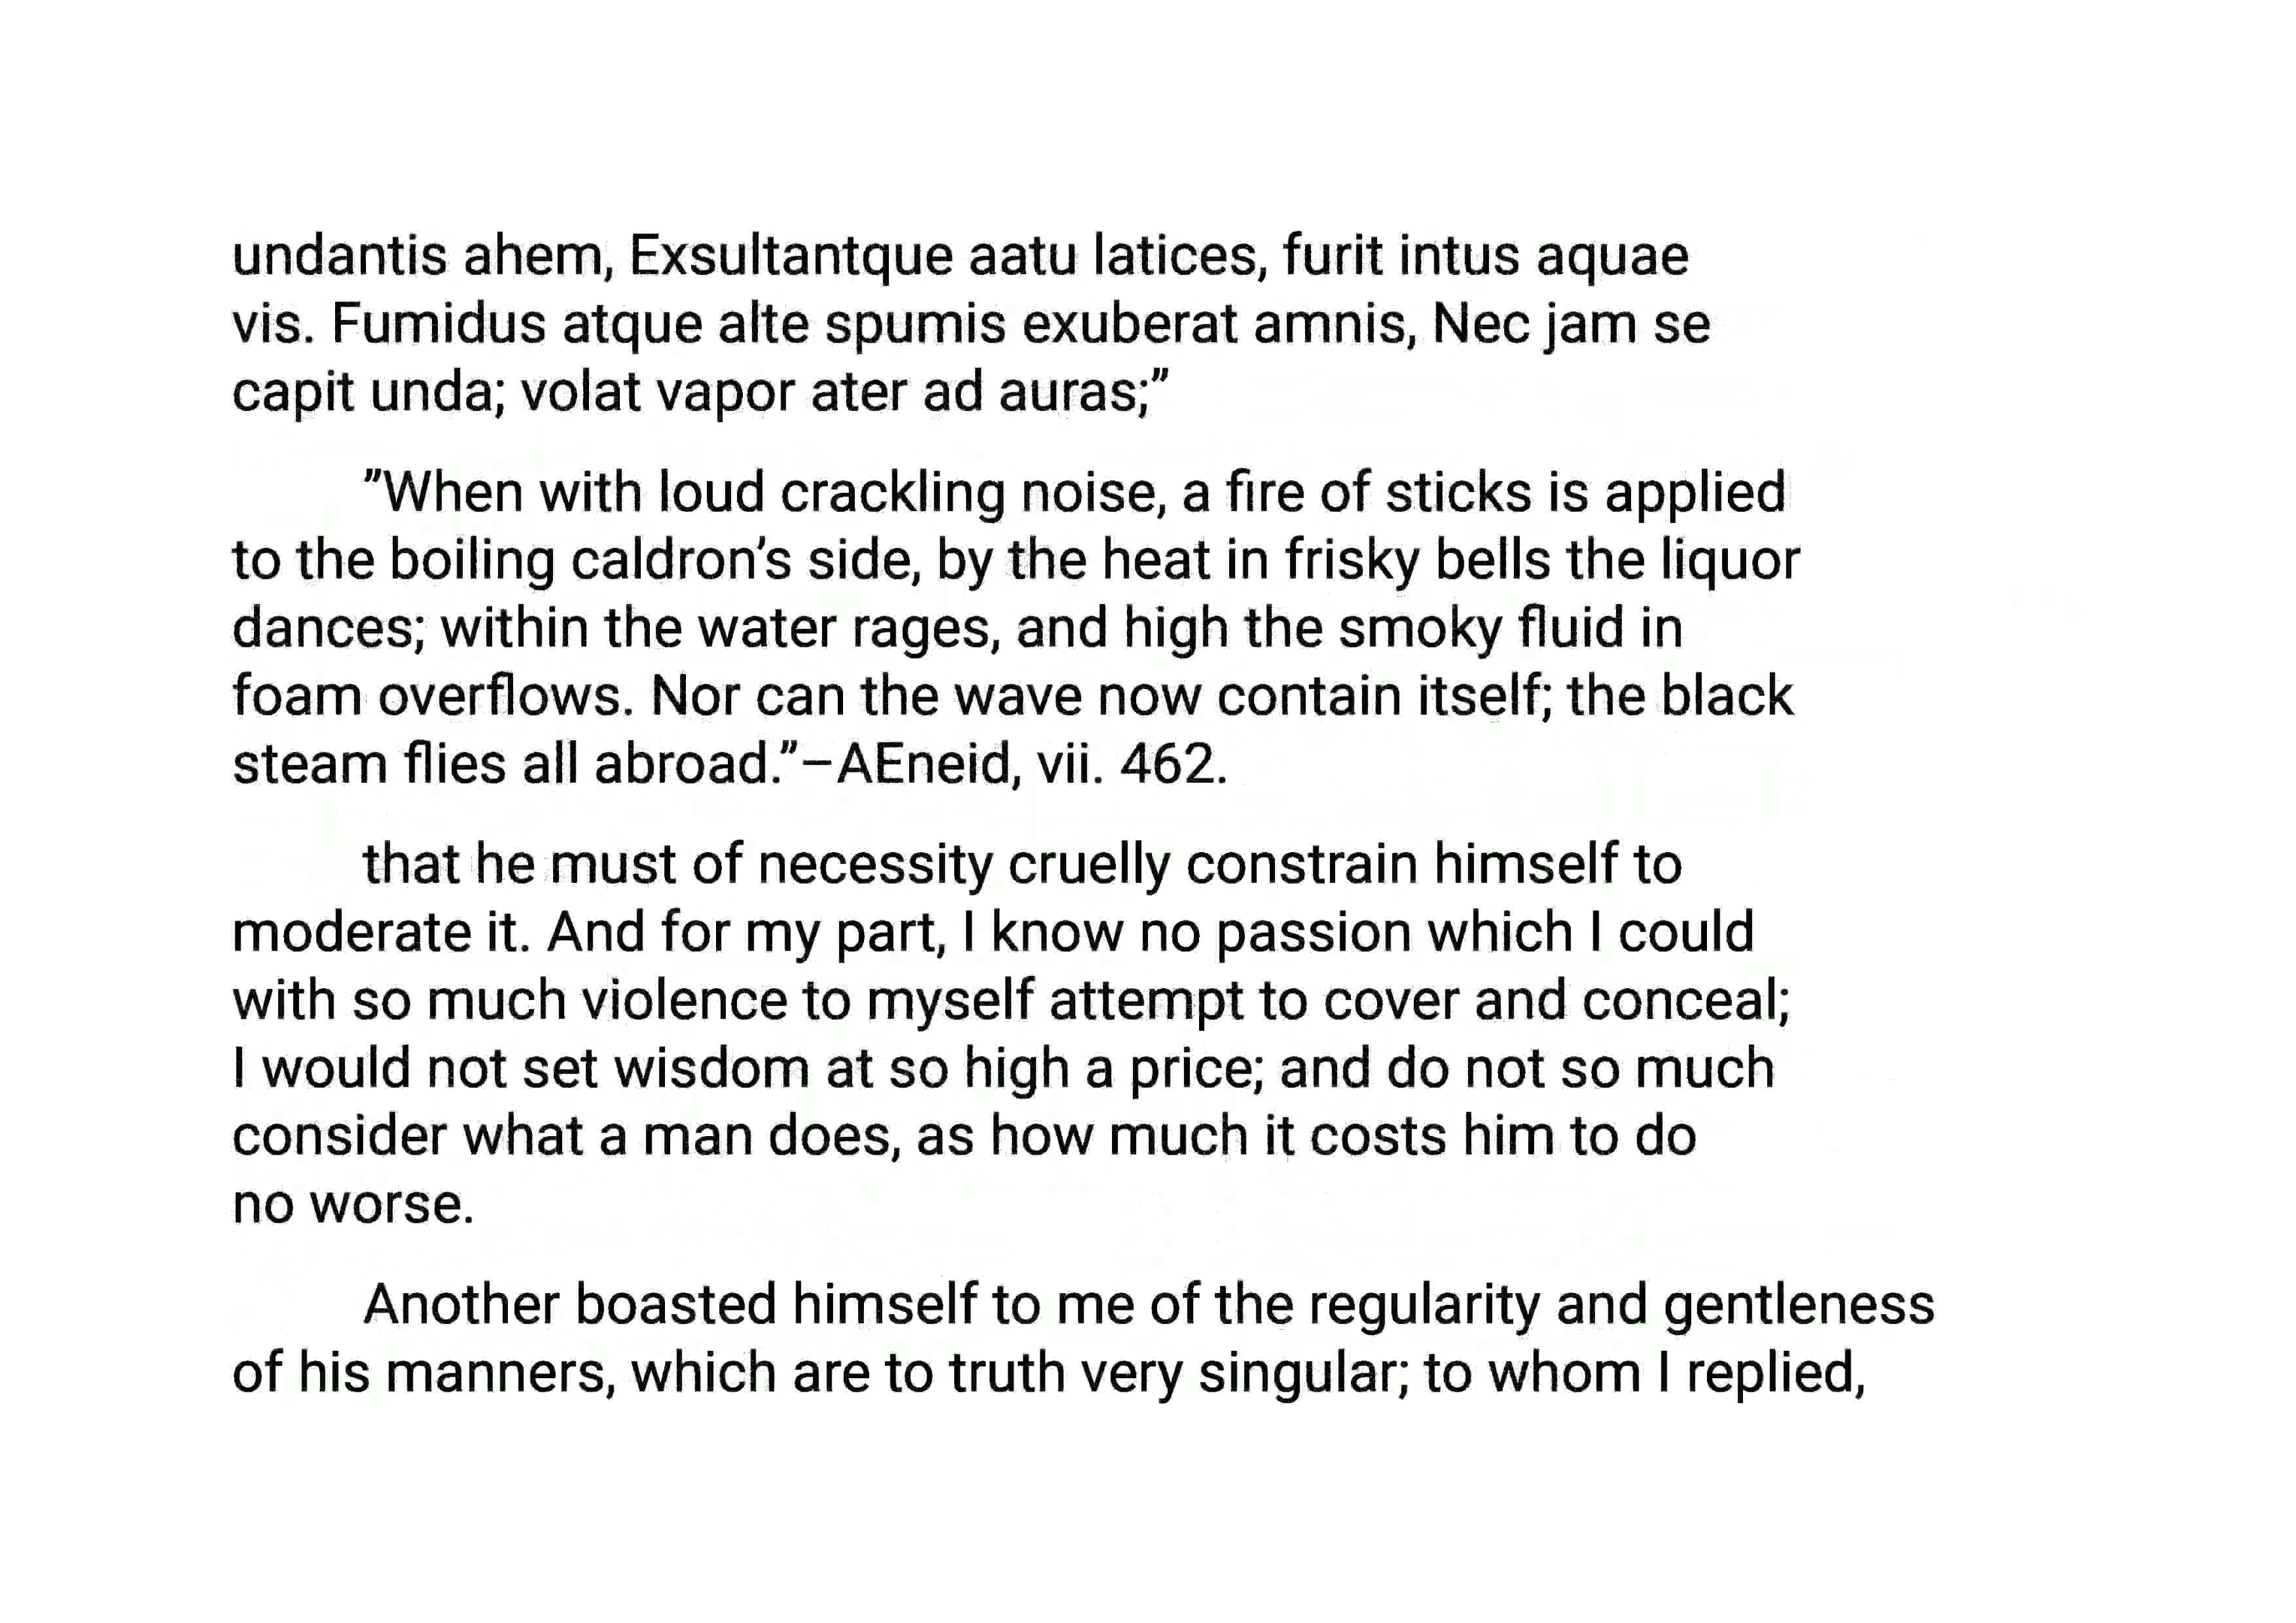 undantis ahem, Exsultantque aatu latices, furit intus aquae
vis. Fumidus atque alte spumis exuberat amnis, Nec jam se
capit unda; volat vapor ater ad auras;”
”When with loud crackling noise, a fire of sticks is applied
to the boiling caldron’s side, by the heat in frisky bells the liquor
dances; within the water rages, and high the smoky fluid in
foam overflows. Nor can the wave now contain itself; the black
steam flies all abroad.”–AEneid, vii. 462.
that he must of necessity cruelly constrain himself to
moderate it. And for my part, I know no passion which I could
with so much violence to myself attempt to cover and conceal;
I would not set wisdom at so high a price; and do not so much
consider what a man does, as how much it costs him to do
no worse.
Another boasted himself to me of the regularity and gentleness
of his manners, which are to truth very singular; to whom I replied,